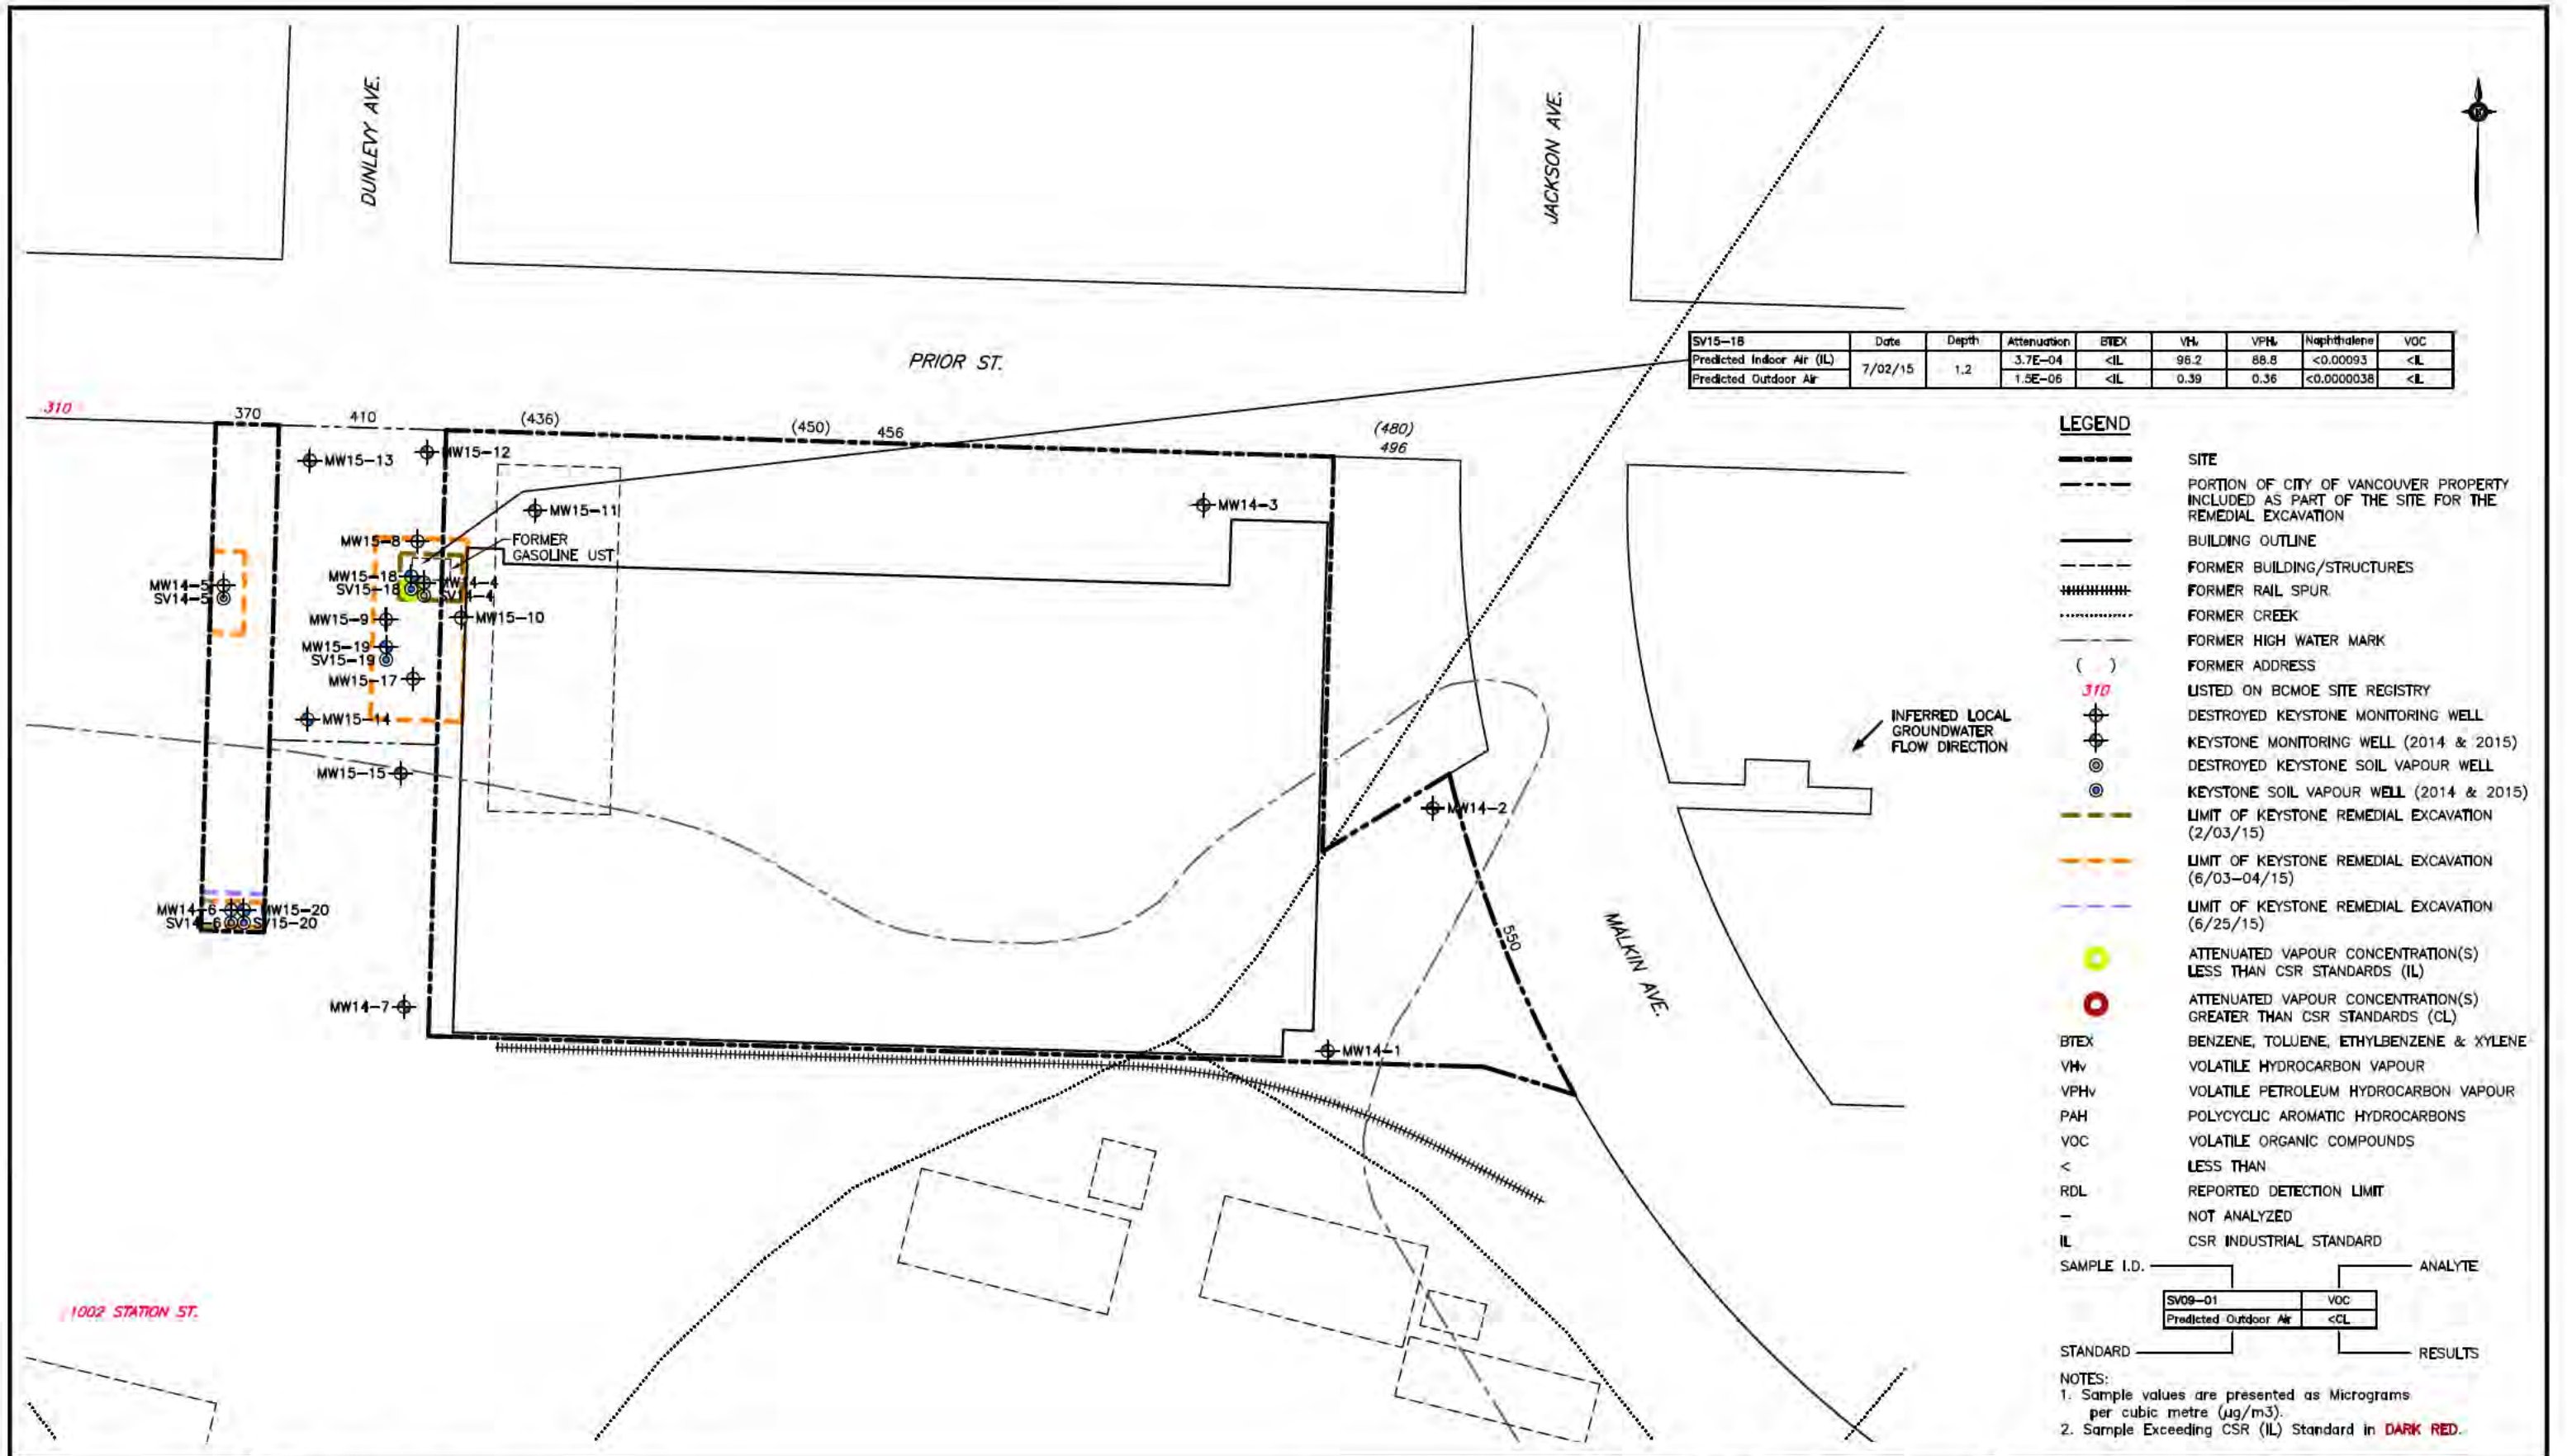 DUNLEVY AVE.
JACKSON AVE.
PRIOR ST.
SV15-18 Date Depth Attenuation BTEX VHv VPHv Naphthalene VOC
Predicted Indoor Air (IL) 7/02/15 1.2 3.7E-04 <IL 96.2 88.8 <0.00093 <IL
Predicted Outdoor Air 1.5E-06 <IL 0.39 0.36 <0.0000038 <IL
310
370
410
(436)
(450)
456
(480)
496
MW15-13
MW15-12
MW15-11
MW14-3
MW15-8
FORMER
GASOLINE UST
MW14-5
SV14-5
MW15-18
SV15-18
MW14-4
SV14-4
MW15-9
MW15-10
MW15-19
SV15-19
MW15-17
MW15-14
MW15-15
MW14-2
MW14-6
SV14-6
MW15-20
SV15-20
MW14-7
MW14-1
550
MALKIN AVE.
INFERRED LOCAL
GROUNDWATER
FLOW DIRECTION
1002 STATION ST.
LEGEND
SITE
PORTION OF CITY OF VANCOUVER PROPERTY
INCLUDED AS PART OF THE SITE FOR THE
REMEDIAL EXCAVATION
BUILDING OUTLINE
FORMER BUILDING/STRUCTURES
FORMER RAIL SPUR
FORMER CREEK
FORMER HIGH WATER MARK
( ) FORMER ADDRESS
310 LISTED ON BCMOE SITE REGISTRY
DESTROYED KEYSTONE MONITORING WELL
KEYSTONE MONITORING WELL (2014 & 2015)
DESTROYED KEYSTONE SOIL VAPOUR WELL
KEYSTONE SOIL VAPOUR WELL (2014 & 2015)
LIMIT OF KEYSTONE REMEDIAL EXCAVATION
(2/03/15)
LIMIT OF KEYSTONE REMEDIAL EXCAVATION
(6/03-04/15)
LIMIT OF KEYSTONE REMEDIAL EXCAVATION
(6/25/15)
ATTENUATED VAPOUR CONCENTRATION(S)
LESS THAN CSR STANDARDS (IL)
ATTENUATED VAPOUR CONCENTRATION(S)
GREATER THAN CSR STANDARDS (CL)
BTEX BENZENE, TOLUENE, ETHYLBENZENE & XYLENE
VHv VOLATILE HYDROCARBON VAPOUR
VPHv VOLATILE PETROLEUM HYDROCARBON VAPOUR
PAH POLYCYCLIC AROMATIC HYDROCARBONS
VOC VOLATILE ORGANIC COMPOUNDS
< LESS THAN
RDL REPORTED DETECTION LIMIT
- NOT ANALYZED
IL CSR INDUSTRIAL STANDARD
SAMPLE I.D. ANALYTE
SV09-01 VOC
Predicted Outdoor Air <CL
STANDARD RESULTS
NOTES:
1. Sample values are presented as Micrograms
per cubic metre (µg/m3).
2. Sample Exceeding CSR (IL) Standard in DARK RED.